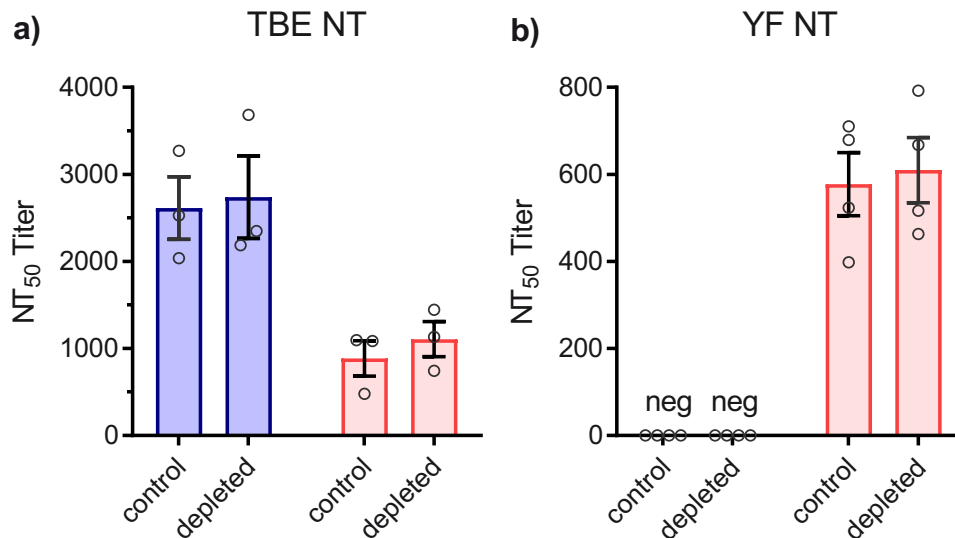 a)
TBE NT
NT50 Titer
4000
3000
2000
1000
0
control
depleted
control
depleted
b)
YF NT
NT50 Titer
800
600
400
200
0
neg neg
control
depleted
control
depleted